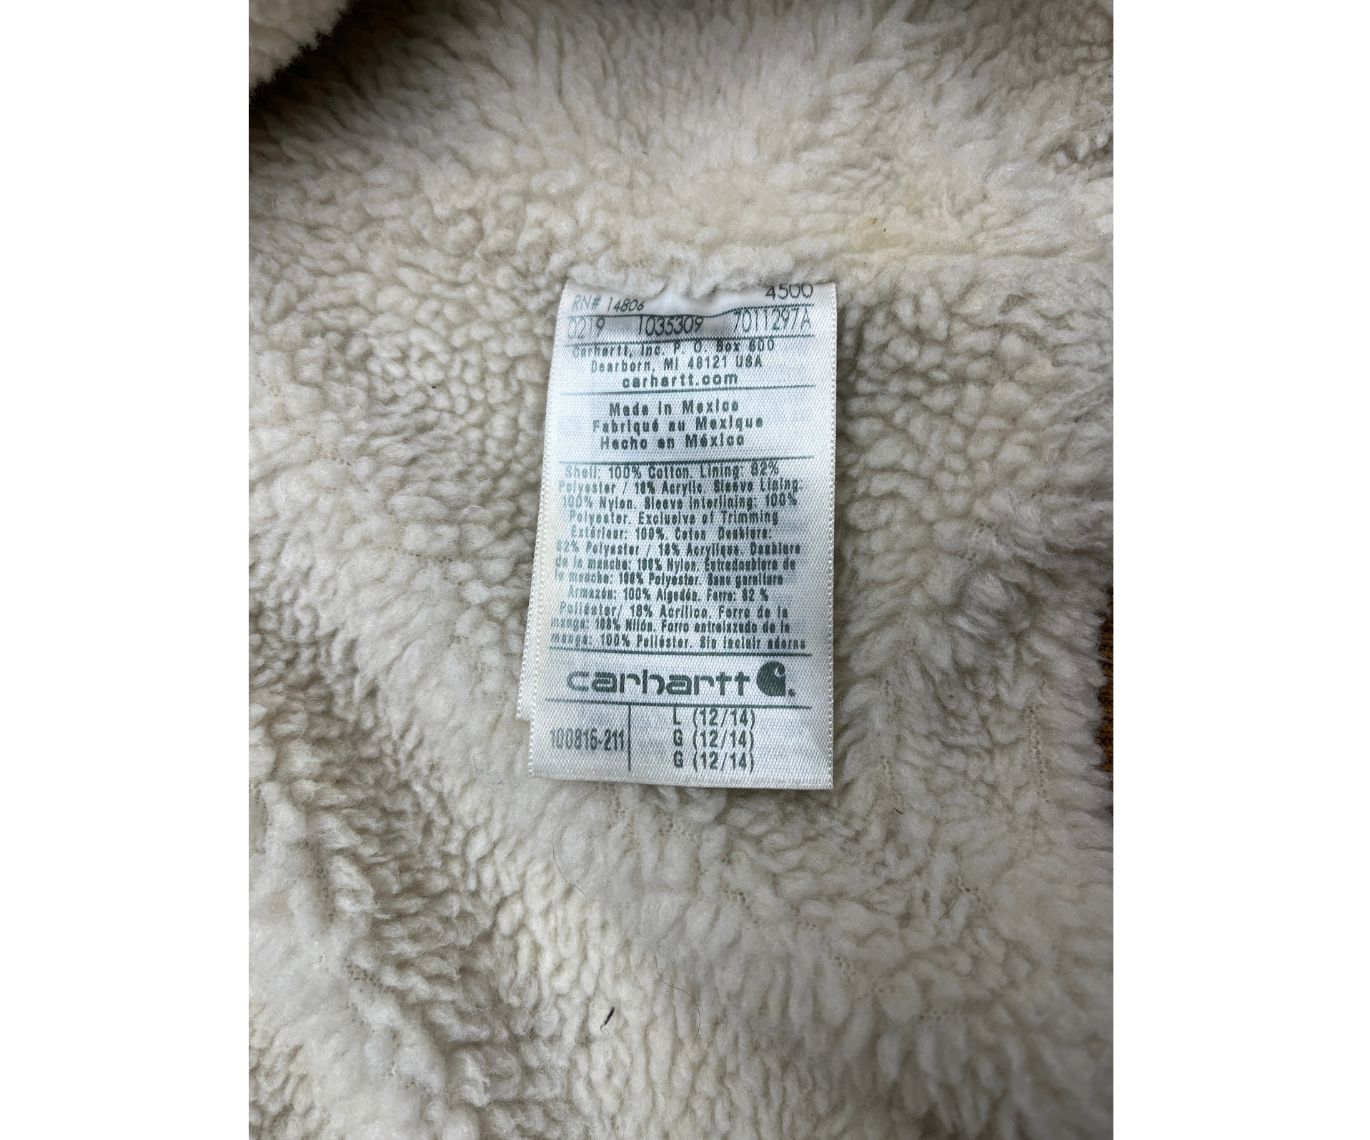 RN# 14806 4500
0219 1035309 7011297A
Carhartt, Inc. P. O. Box 600
Dearborn, MI 48121 USA
carhartt.com
Made in Mexico
Fabriqué au Mexique
Hecho en México
Shell: 100% Cotton. Lining: 82%
Polyester / 18% Acrylic. Sleeve Lining:
100% Nylon. Sleeve Interlining: 100%
Polyester. Exclusive of Trimming
Extérieur: 100% Coton Doublure:
82% Polyester / 18% Acrylique. Doublure
de la manche: 100% Nylon. Entredoublure de
manche: 100% Polyester. Sans garniture
Armazón: 100% Algodón. Forro: 82 %
Poliéster/ 18% Acrílico. Forro de la
manga: 100% Nilón. Forro entrelazado de la
manga: 100% Poliéster. Sin incluir adorno
carhartt
100815-211
L (12/14)
G (12/14)
G (12/14)